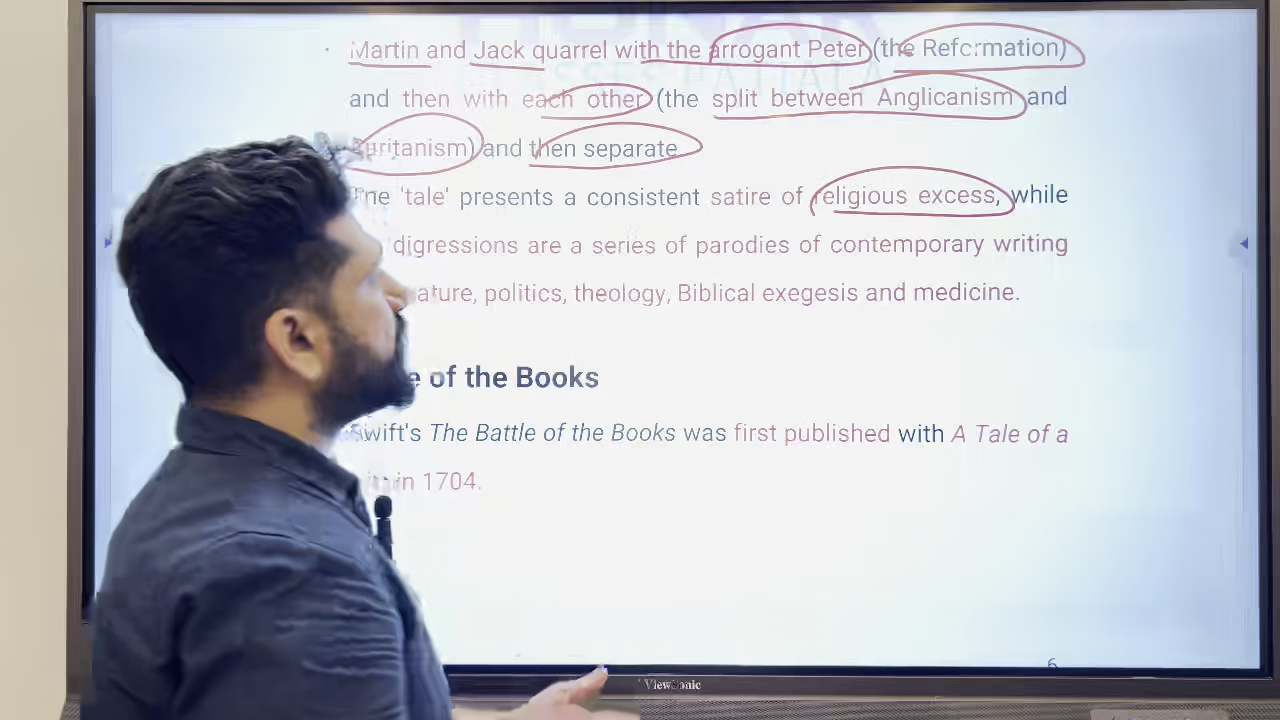 Martin and Jack quarrel with the arrogant Peter (the Reformation)
and then with each other (the split between Anglicanism and
Puritanism) and then separate
'tale' presents a consistent satire of religious excess, while
digressions are a series of parodies of contemporary writing
politics, theology, Biblical exegesis and medicine.
of the Books
Swift's The Battle of the Books was first published with A Tale of a
in 1704.
6
ViewSonic